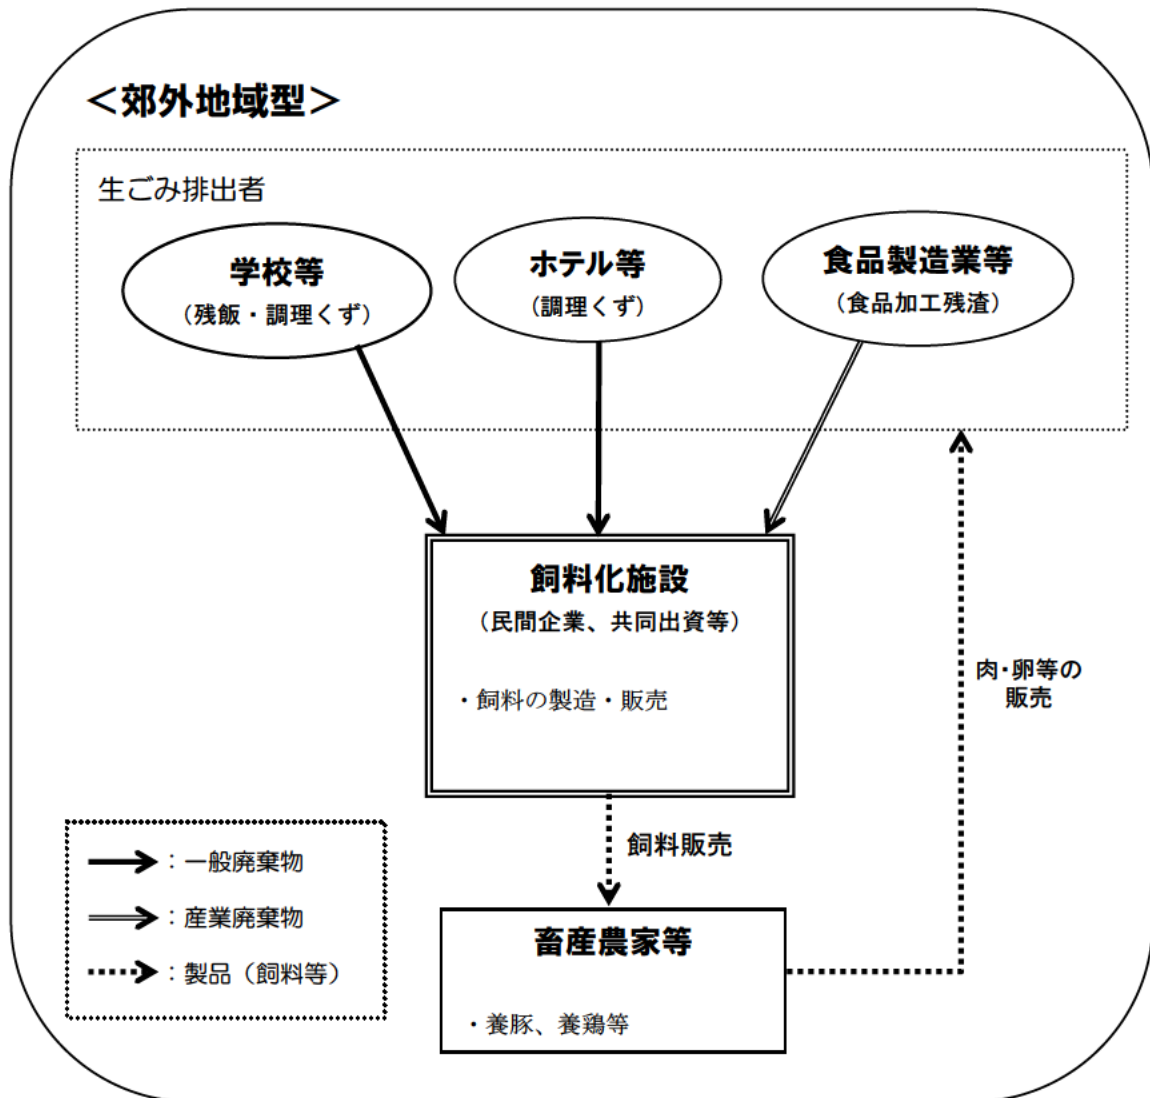 ＜郊外地域型＞
生ごみ排出者
学校等
（残飯・調理くず）
ホテル等
（調理くず）
食品製造業等
（食品加工残渣）
飼料化施設
（民間企業、共同出資等）
・飼料の製造・販売
肉・卵等の
販売
飼料販売
：一般廃棄物
：産業廃棄物
：製品（飼料等）
畜産農家等
・養豚、養鶏等